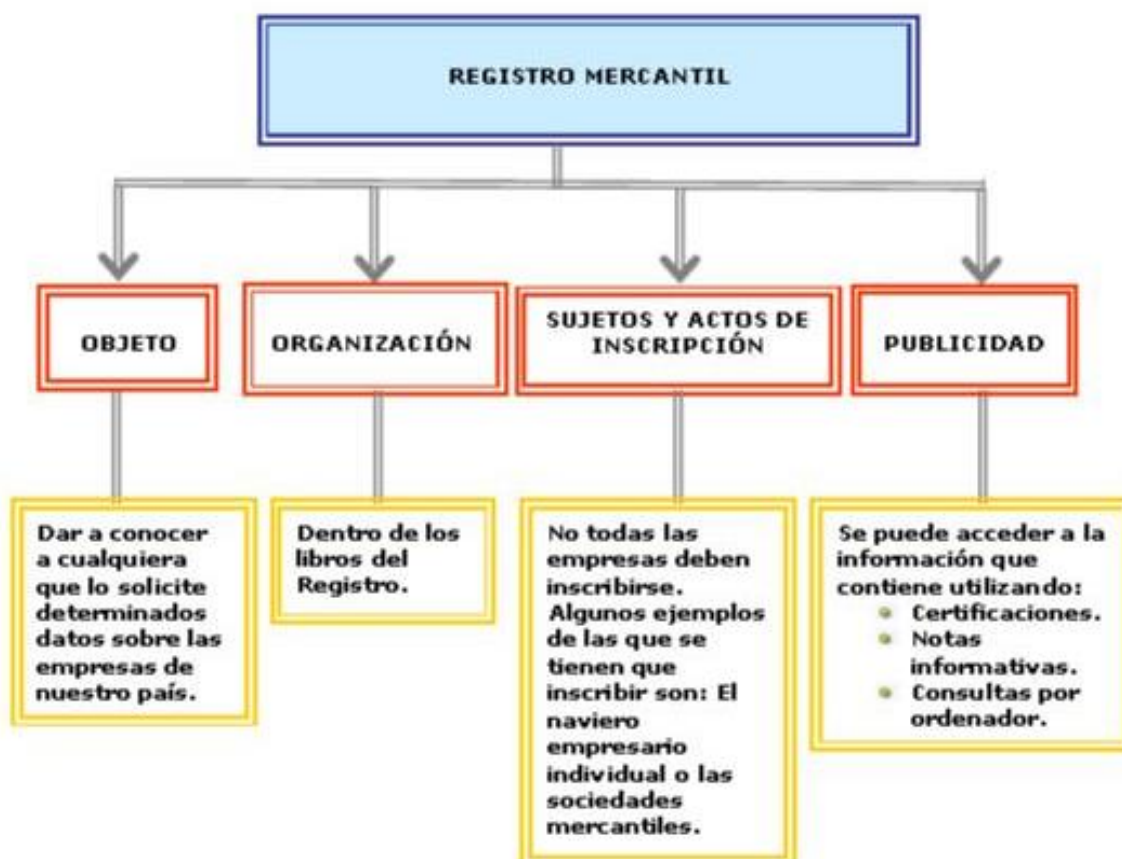 REGISTRO MERCANTIL
OBJETO
ORGANIZACIÓN
SUJETOS Y ACTOS DE
INSCRIPCIÓN
PUBLICIDAD
Dar a conocer
a cualquiera
que lo solicite
determinados
datos sobre las
empresas de
nuestro país.
Dentro de los
libros del
Registro.
No todas las
empresas deben
inscribirse.
Algunos ejemplos
de las que se
tienen que
inscribir son: El
naviero
empresario
individual o las
sociedades
mercantiles.
Se puede acceder a la
información que
contiene utilizando:
Certificaciones.
Notas
informativas.
Consultas por
ordenador.